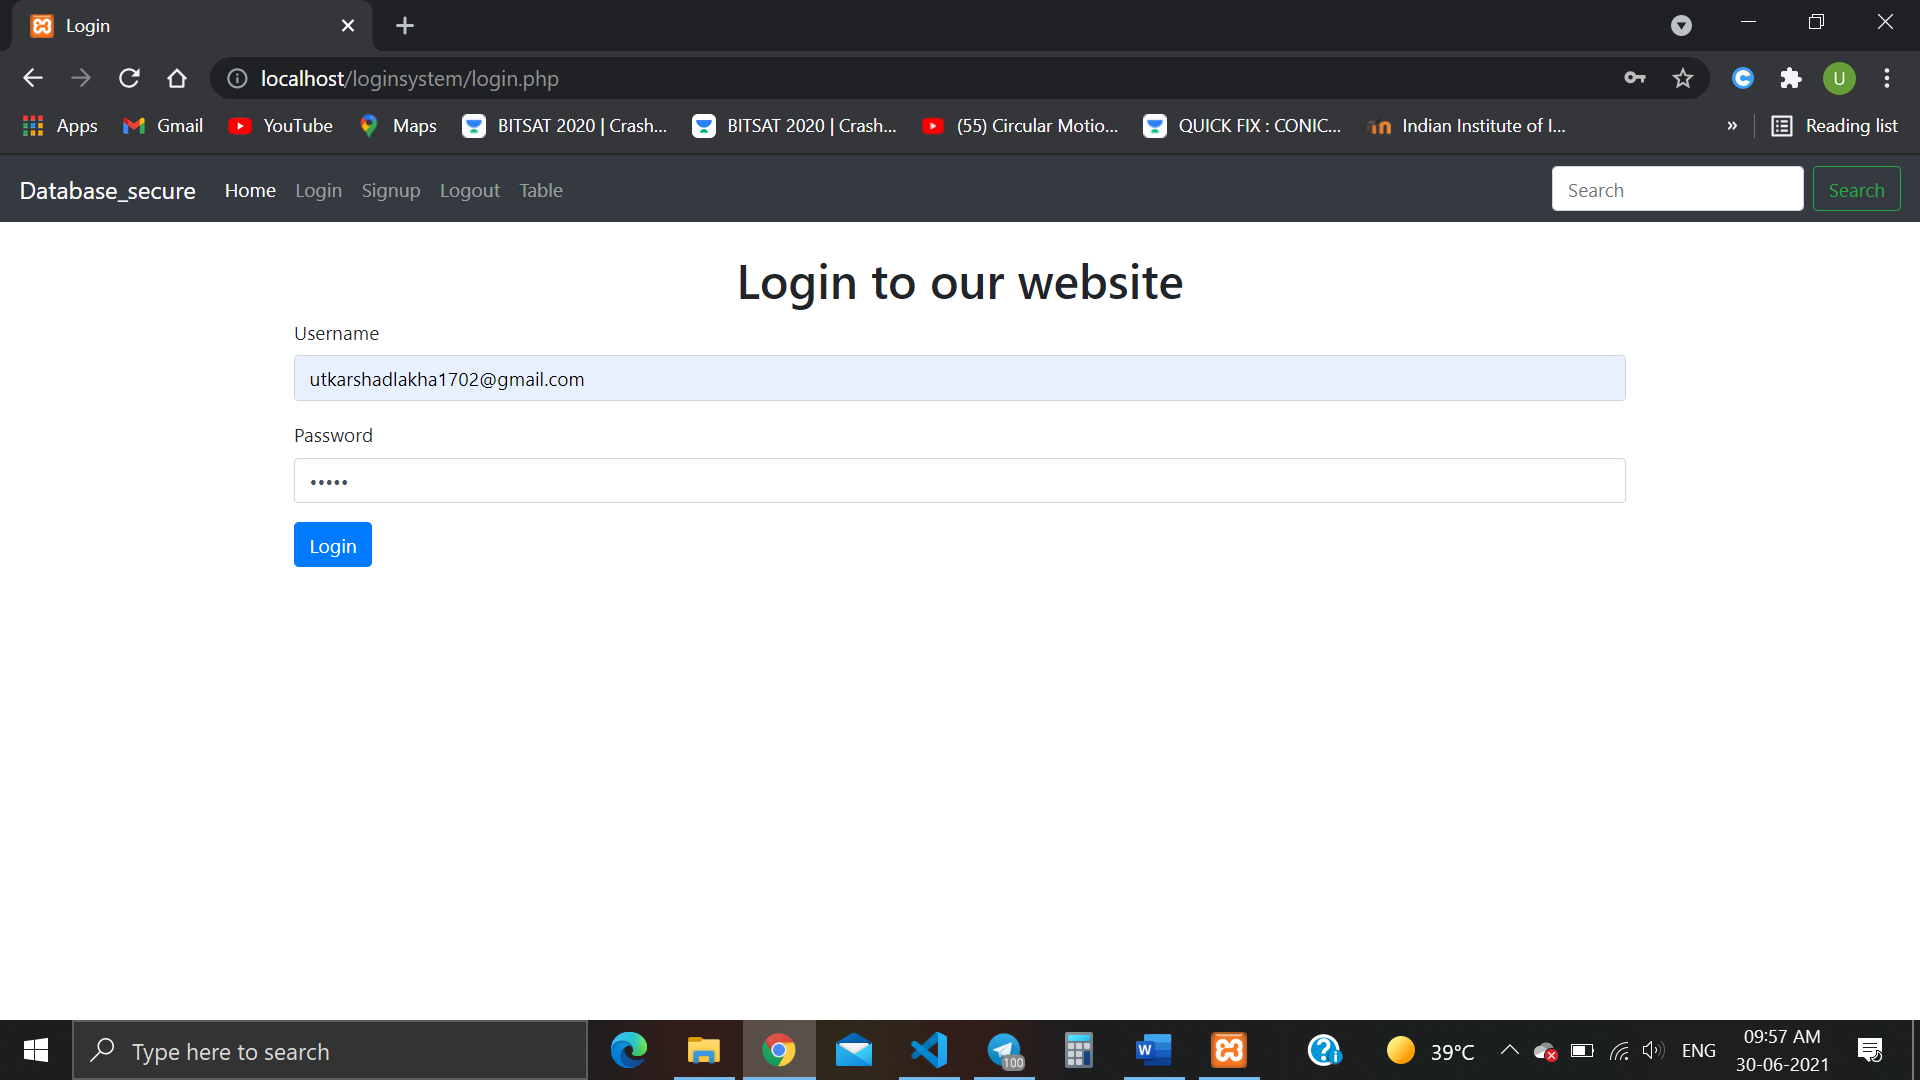 Login
localhost/loginsystem/login.php
U
Apps
Gmail
YouTube
Maps
BITSAT 2020 | Crash...
BITSAT 2020 | Crash...
(55) Circular Motio...
QUICK FIX : CONIC...
Indian Institute of I...
»
Reading list
Database_secure
Home
Login
Signup
Logout
Table
Search
Search
Login to our website
Username
utkarshadlakha1702@gmail.com
Password
•••••
Login
Type here to search
100
39°C
ENG
09:57 AM
30-06-2021